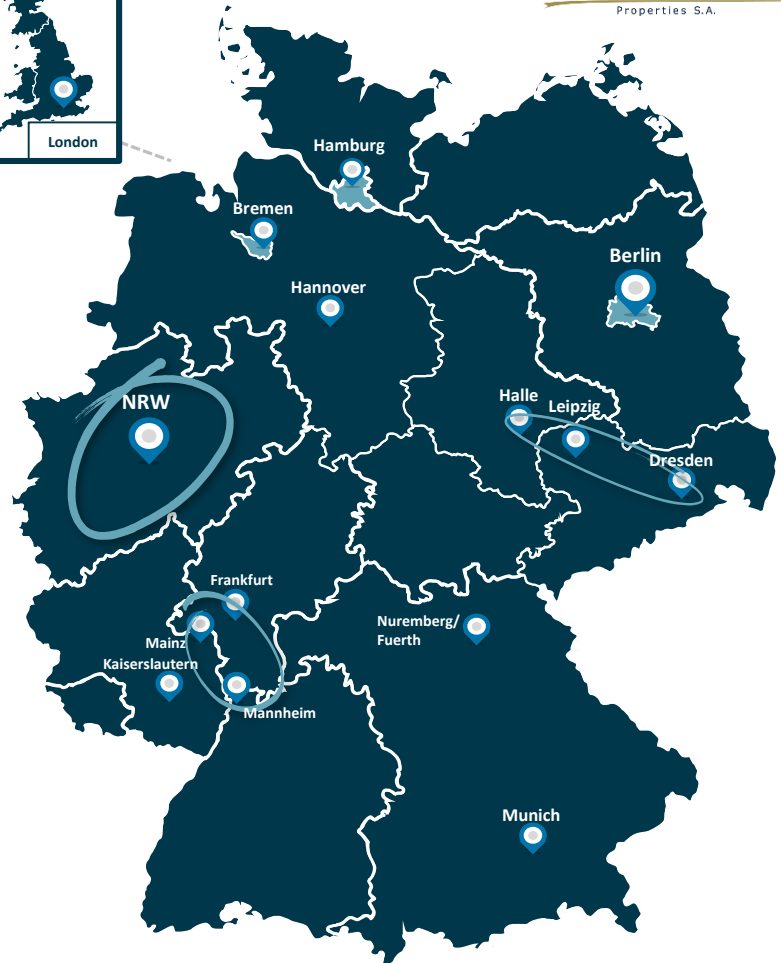 Properties S.A.
London
Hamburg
Bremen
Berlin
Hannover
NRW
Halle
Leipzig
Dresden
Frankfurt
Nuremberg/
Fuerth
Mainz
Kaiserslautern
Mannheim
Munich